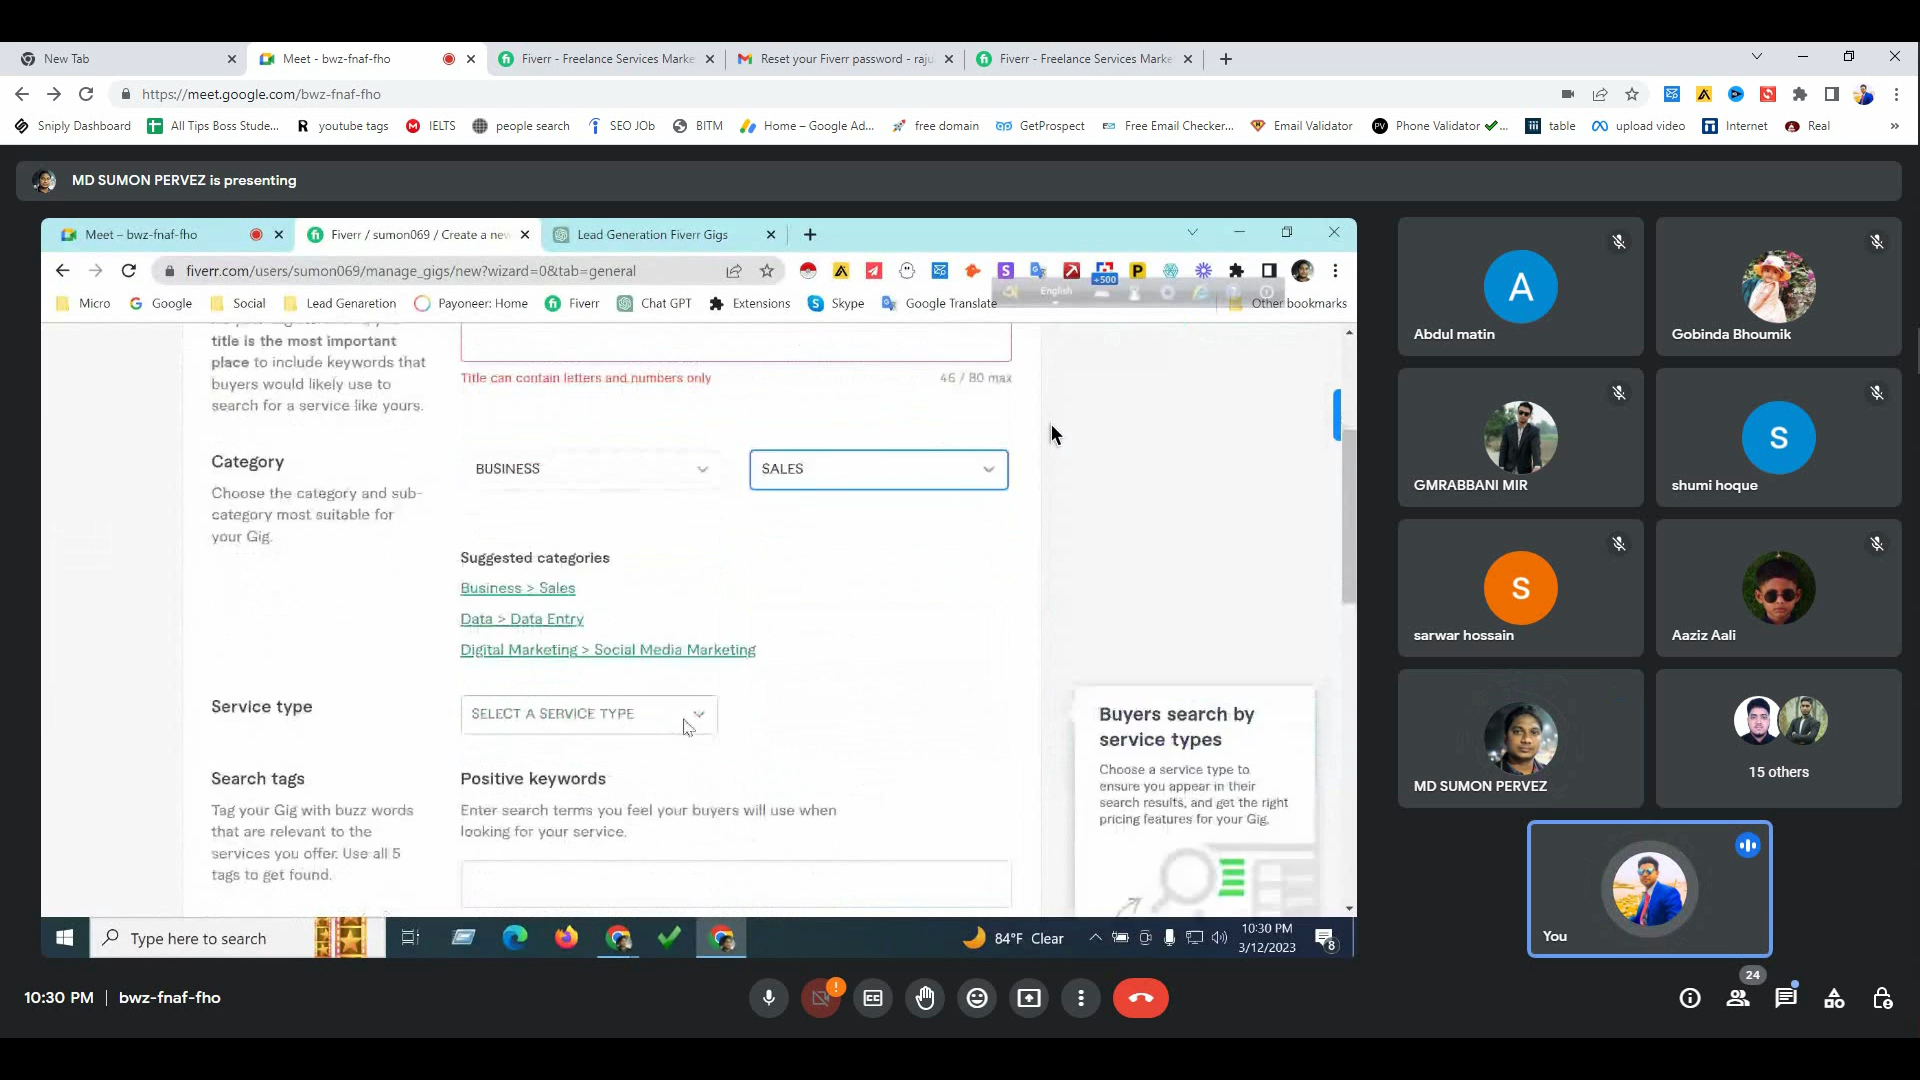 New Tab
Meet - bwz-fnaf-fho
Fiverr - Freelance Services Marke
Reset your Fiverr password - raju
Fiverr - Freelance Services Marke
https://meet.google.com/bwz-fnaf-fho
Sniply Dashboard
All Tips Boss Stude...
youtube tags
IELTS
people search
SEO JOb
BITM
Home – Google Ad...
free domain
GetProspect
Free Email Checker...
Email Validator
Phone Validator ✔...
table
upload video
Internet
Real
»
MD SUMON PERVEZ is presenting
Meet – bwz-fnaf-fho
Fiverr / sumon069 / Create a new
Lead Generation Fiverr Gigs
fiverr.com/users/sumon069/manage_gigs/new?wizard=0&tab=general
+500
Micro
Google
Social
Lead Genaretion
Payoneer: Home
Fiverr
Chat GPT
Extensions
Skype
Google Translate
English
Other bookmarks
title is the most important
place to include keywords that
buyers would likely use to
search for a service like yours.
Title can contain letters and numbers only
46 / 80 max
Category
Choose the category and sub-
category most suitable for
your Gig.
BUSINESS
SALES
Suggested categories
Business > Sales
Data > Data Entry
Digital Marketing > Social Media Marketing
Service type
SELECT A SERVICE TYPE
Search tags
Tag your Gig with buzz words
that are relevant to the
services you offer. Use all 5
tags to get found.
Positive keywords
Enter search terms you feel your buyers will use when
looking for your service.
Buyers search by
service types
Choose a service type to
ensure you appear in their
search results, and get the right
pricing features for your Gig.
Type here to search
84°F Clear
10:30 PM
3/12/2023
8
A
Abdul matin
Gobinda Bhoumik
GMRABBANI MIR
S
shumi hoque
S
sarwar hossain
Aaziz Aali
MD SUMON PERVEZ
15 others
You
10:30 PM | bwz-fnaf-fho
24